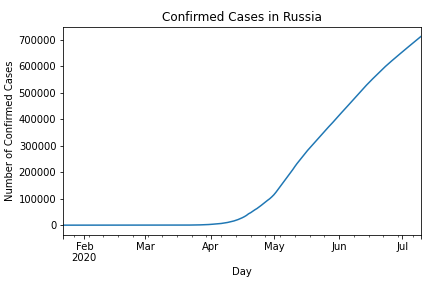 Confirmed Cases in Russia
700000
600000
500000
400000
300000
200000
100000
0
Number of Confirmed Cases
Feb Mar Apr May Jun Jul
2020
Day